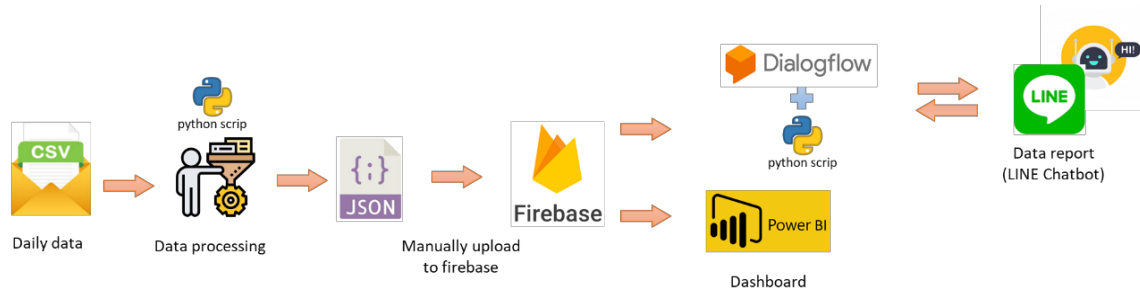 CSV
Daily data
python scrip
Data processing
{;}
JSON
Manually upload
to firebase
Firebase
Dialogflow
python scrip
Power BI
Dashboard
HI!
LINE
Data report
(LINE Chatbot)